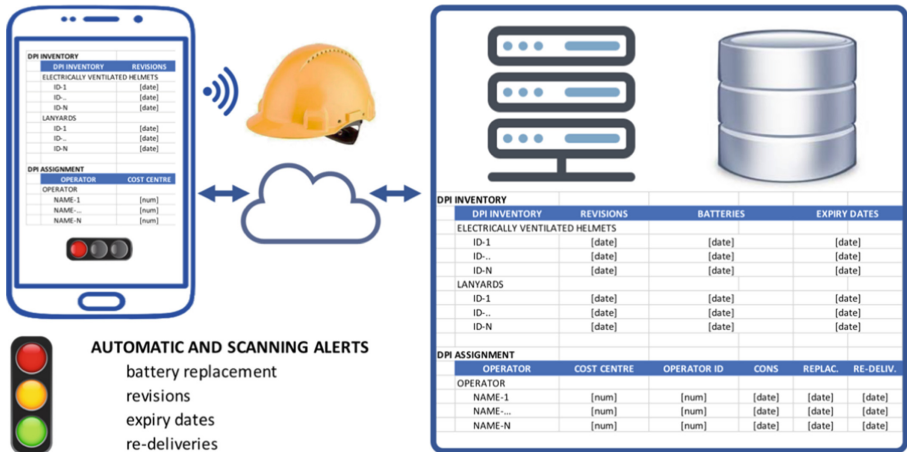 DPI INVENTORY
DPI INVENTORY REVISIONS
ELECTRICALLY VENTILATED HELMETS
ID-1 [date]
ID-.. [date]
ID-N [date]
LANYARDS
ID-1 [date]
ID-.. [date]
ID-N [date]
DPI ASSIGNMENT
OPERATOR COST CENTRE
OPERATOR
NAME-1 [num]
NAME-... [num]
NAME-N [num]
AUTOMATIC AND SCANNING ALERTS
battery replacement
revisions
expiry dates
re-deliveries
DPI INVENTORY
DPI INVENTORY REVISIONS BATTERIES EXPIRY DATES
ELECTRICALLY VENTILATED HELMETS
ID-1 [date] [date] [date]
ID-.. [date] [date] [date]
ID-N [date] [date] [date]
LANYARDS
ID-1 [date] [date] [date]
ID-.. [date] [date] [date]
ID-N [date] [date] [date]
DPI ASSIGNMENT
OPERATOR COST CENTRE OPERATOR ID CONS REPLAC. RE-DELIV.
OPERATOR
NAME-1 [num] [num] [date] [date] [date]
NAME-... [num] [num] [date] [date] [date]
NAME-N [num] [num] [date] [date] [date]